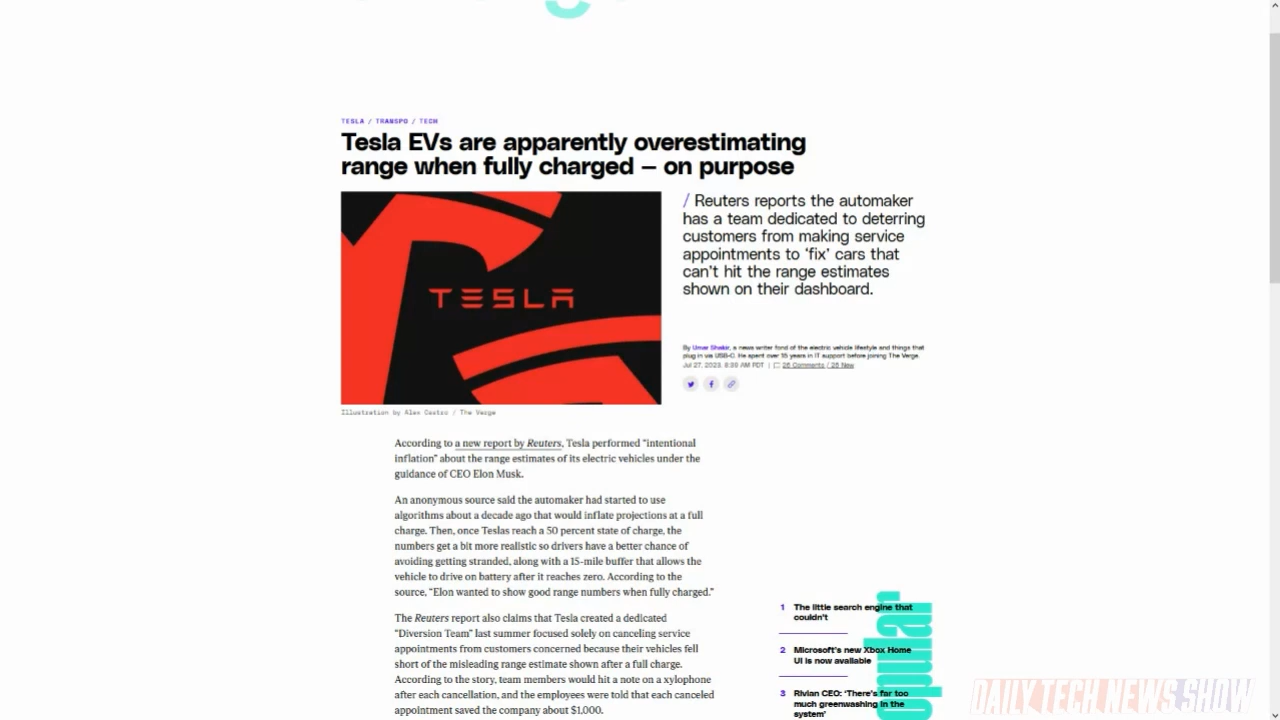 TESLA / TRANSPO / TECH
Tesla EVs are apparently overestimating
range when fully charged — on purpose
TESLA
/ Reuters reports the automaker
has a team dedicated to deterring
customers from making service
appointments to ‘fix’ cars that
can’t hit the range estimates
shown on their dashboard.
By Umar Shakir, a news writer fond of the electric vehicle lifestyle and things that
plug in via USB-C. He spent over 15 years in IT support before joining The Verge.
Jul 27, 2023, 8:39 AM PDT | 26 Comments / 26 New
Illustration by Alex Castro / The Verge
According to a new report by Reuters, Tesla performed “intentional
inflation” about the range estimates of its electric vehicles under the
guidance of CEO Elon Musk.
An anonymous source said the automaker had started to use
algorithms about a decade ago that would inflate projections at a full
charge. Then, once Teslas reach a 50 percent state of charge, the
numbers get a bit more realistic so drivers have a better chance of
avoiding getting stranded, along with a 15-mile buffer that allows the
vehicle to drive on battery after it reaches zero. According to the
source, “Elon wanted to show good range numbers when fully charged.”
The Reuters report also claims that Tesla created a dedicated
“Diversion Team” last summer focused solely on canceling service
appointments from customers concerned because their vehicles fell
short of the misleading range estimate shown after a full charge.
According to the story, team members would hit a note on a xylophone
after each cancellation, and the employees were told that each canceled
appointment saved the company about $1,000.
1 The little search engine that
couldn’t
2 Microsoft’s new Xbox Home
UI is now available
3 Rivian CEO: ‘There’s far too
much greenwashing in the
system’
opular
DAILY TECH NEWS SHOW